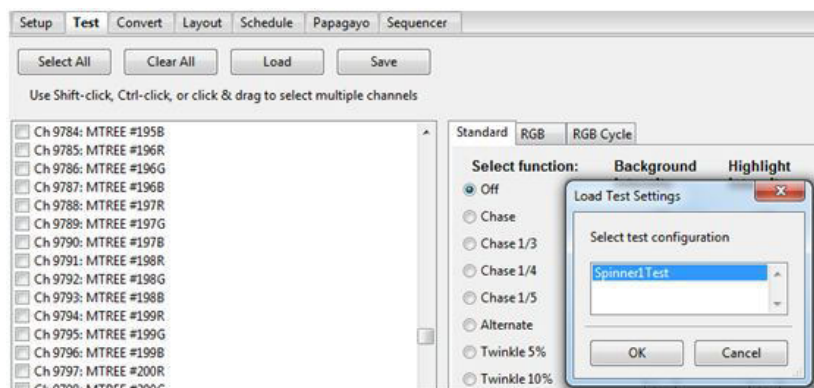 Setup Test Convert Layout Schedule Papagayo Sequencer
Select All Clear All Load Save
Use Shift-click, Ctrl-click, or click & drag to select multiple channels
Ch 9784: MTREE #195B
Ch 9785: MTREE #196R
Ch 9786: MTREE #196G
Ch 9787: MTREE #196B
Ch 9788: MTREE #197R
Ch 9789: MTREE #197G
Ch 9790: MTREE #197B
Ch 9791: MTREE #198R
Ch 9792: MTREE #198G
Ch 9793: MTREE #198B
Ch 9794: MTREE #199R
Ch 9795: MTREE #199G
Ch 9796: MTREE #199B
Ch 9797: MTREE #200R
Ch 9798: MTREE #200G
Standard RGB RGB Cycle
Select function: Background Highlight
Off
Chase
Chase 1/3
Chase 1/4
Chase 1/5
Alternate
Twinkle 5%
Twinkle 10%
Load Test Settings
Select test configuration
Spinner1Test
OK Cancel